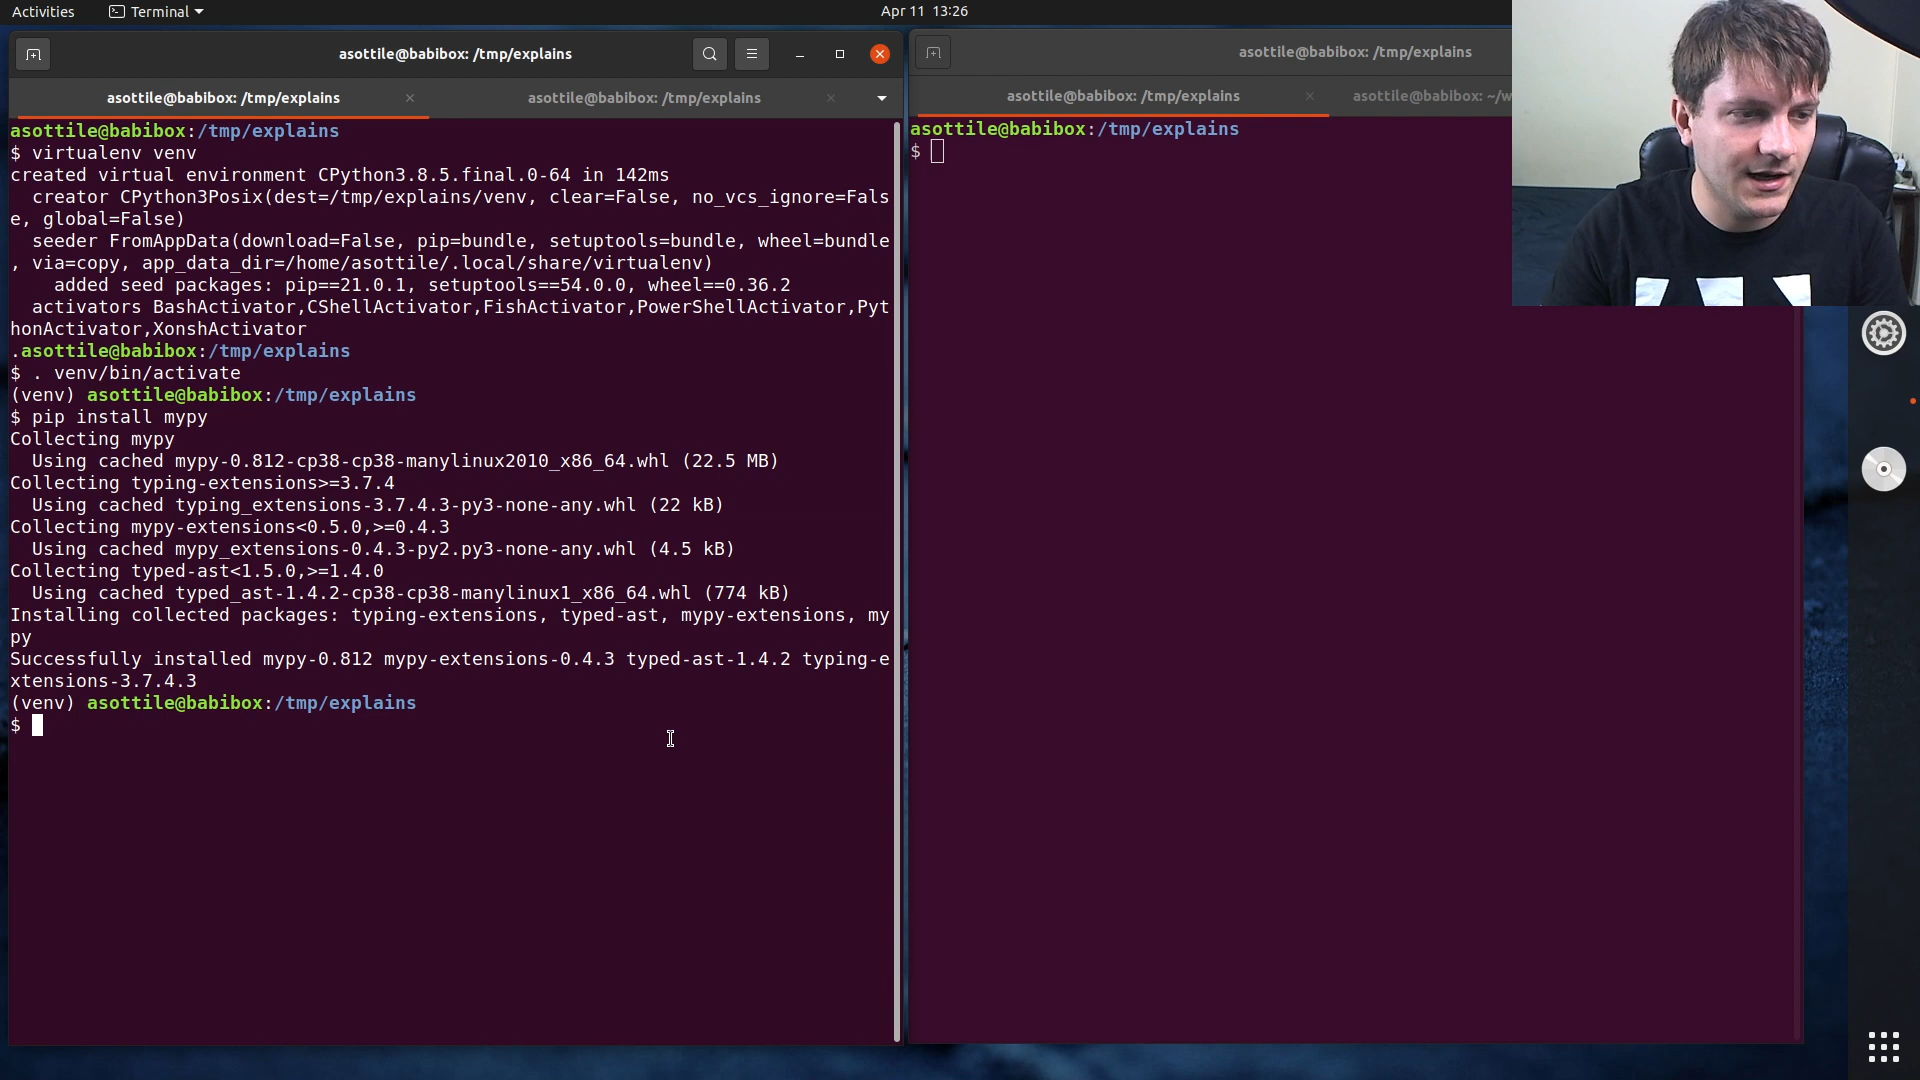 Activities
Terminal
Apr 11 13:26
asottile@babibox: /tmp/explains
asottile@babibox: /tmp/explains
asottile@babibox: /tmp/explains
asottile@babibox:/tmp/explains
$ virtualenv venv
created virtual environment CPython3.8.5.final.0-64 in 142ms
  creator CPython3Posix(dest=/tmp/explains/venv, clear=False, no_vcs_ignore=Fals
e, global=False)
  seeder FromAppData(download=False, pip=bundle, setuptools=bundle, wheel=bundle
, via=copy, app_data_dir=/home/asottile/.local/share/virtualenv)
    added seed packages: pip==21.0.1, setuptools==54.0.0, wheel==0.36.2
  activators BashActivator,CShellActivator,FishActivator,PowerShellActivator,Pyt
honActivator,XonshActivator
.asottile@babibox:/tmp/explains
$ . venv/bin/activate
(venv) asottile@babibox:/tmp/explains
$ pip install mypy
Collecting mypy
  Using cached mypy-0.812-cp38-cp38-manylinux2010_x86_64.whl (22.5 MB)
Collecting typing-extensions>=3.7.4
  Using cached typing_extensions-3.7.4.3-py3-none-any.whl (22 kB)
Collecting mypy-extensions<0.5.0,>=0.4.3
  Using cached mypy_extensions-0.4.3-py2.py3-none-any.whl (4.5 kB)
Collecting typed-ast<1.5.0,>=1.4.0
  Using cached typed_ast-1.4.2-cp38-cp38-manylinux1_x86_64.whl (774 kB)
Installing collected packages: typing-extensions, typed-ast, mypy-extensions, my
py
Successfully installed mypy-0.812 mypy-extensions-0.4.3 typed-ast-1.4.2 typing-e
xtensions-3.7.4.3
(venv) asottile@babibox:/tmp/explains
$
asottile@babibox: /tmp/explains
asottile@babibox: /tmp/explains
asottile@babibox: ~/w
asottile@babibox:/tmp/explains
$